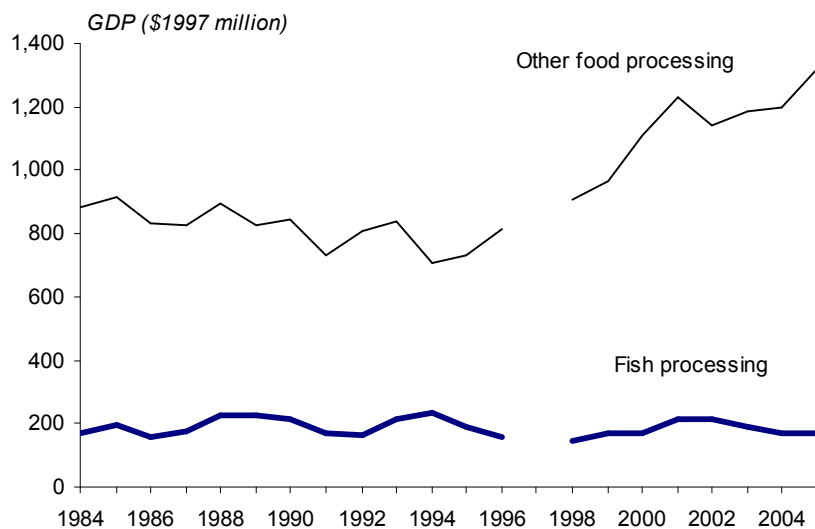 GDP ($1997 million)
1,400
Other food processing
1,200
1,000
800
600
400
Fish processing
200
0
1984 1986 1988 1990 1992 1994 1996 1998 2000 2002 2004